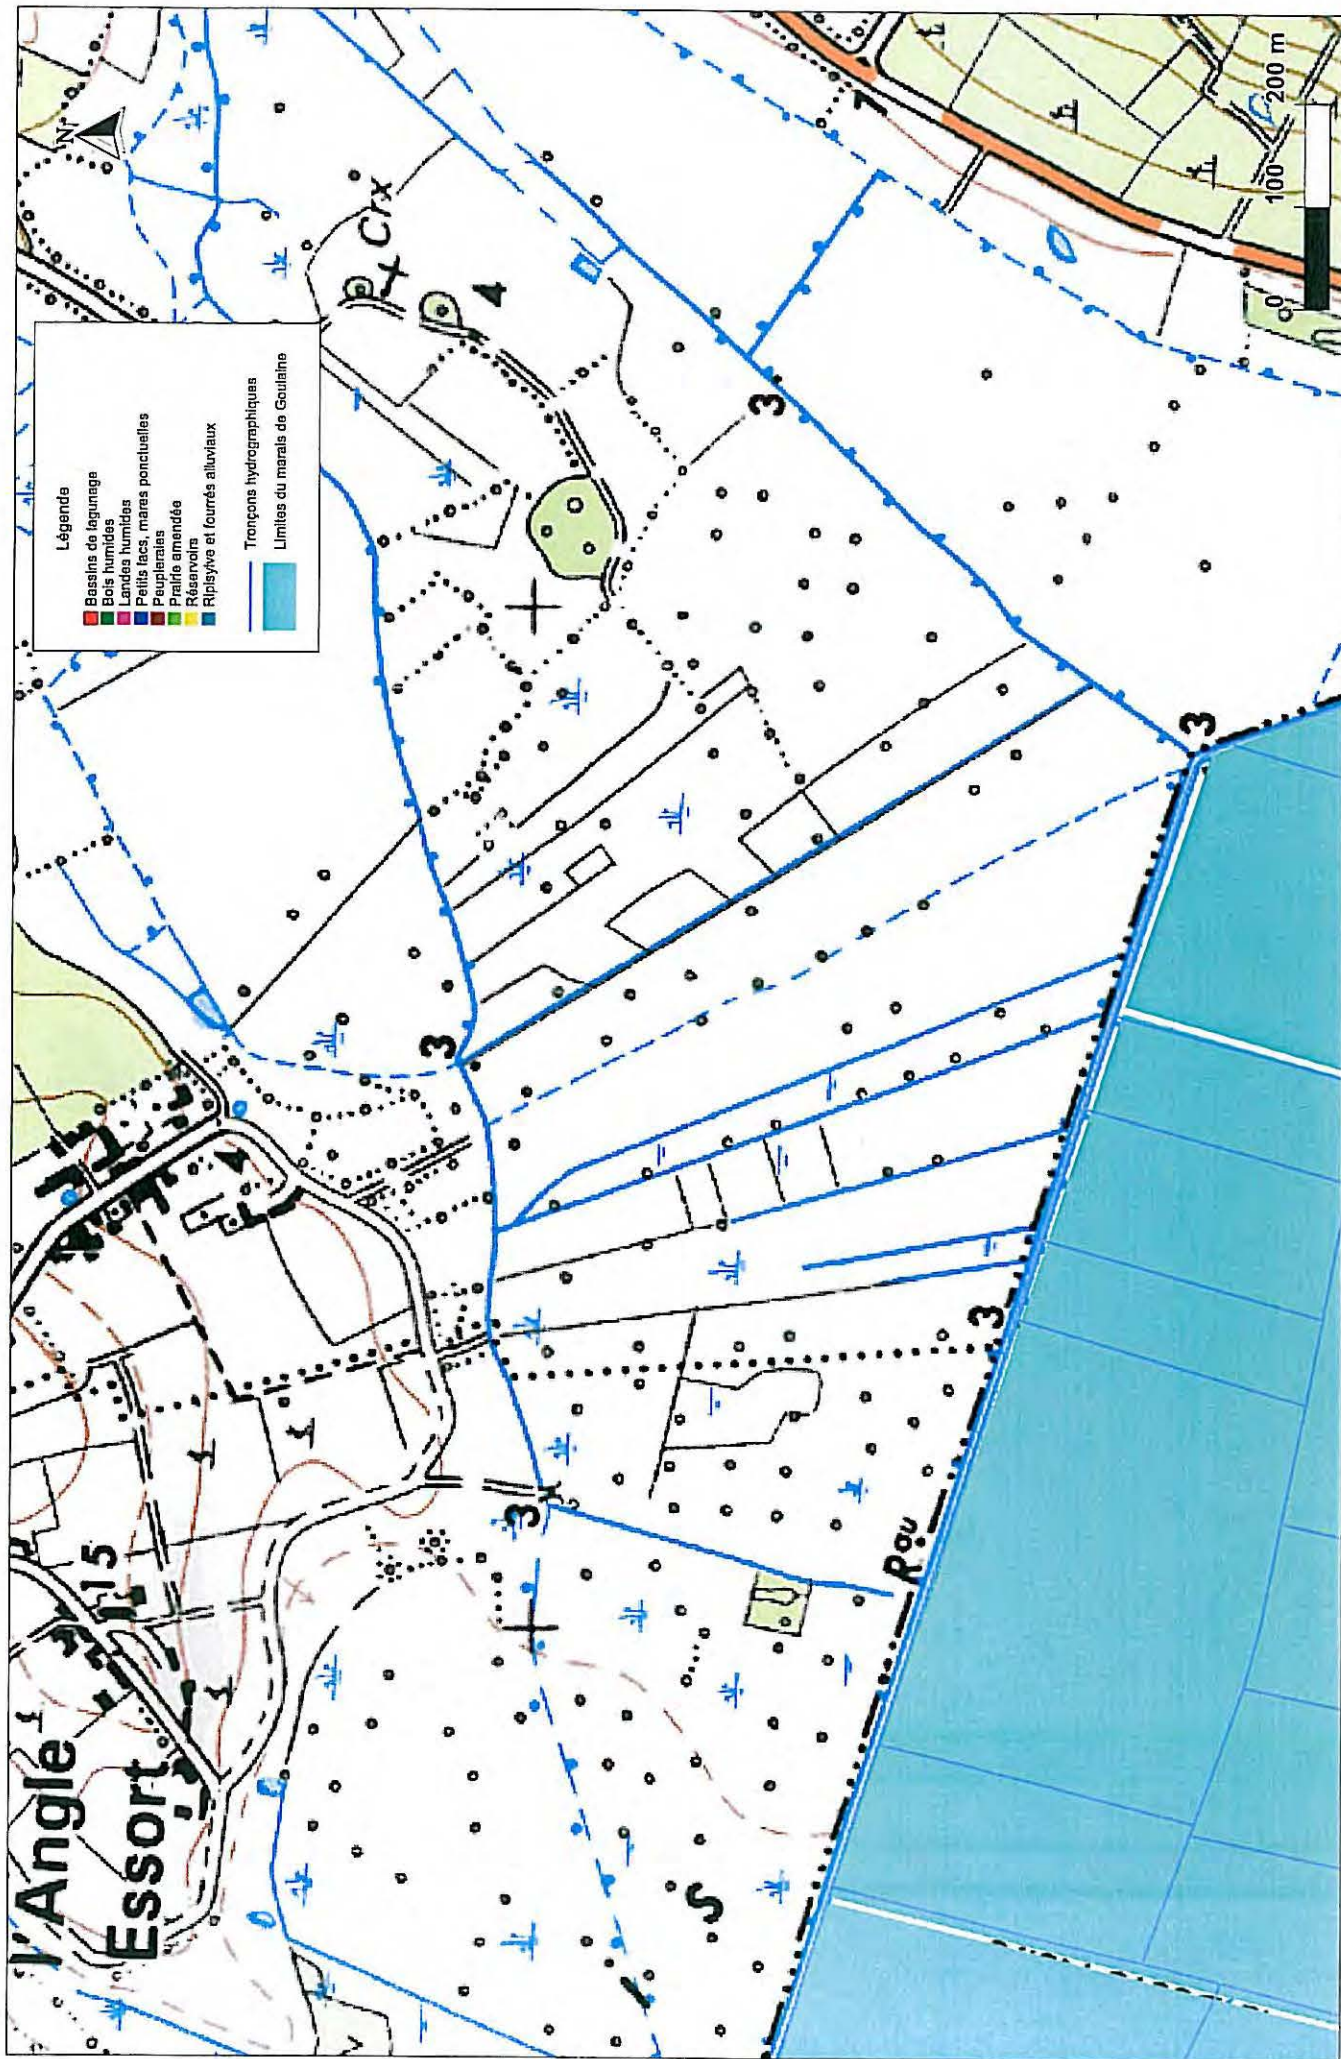 N
Légende
Bassins de lagunage
Bois humides
Landes humides
Petits lacs, mares ponctuelles
Peupleraies
Prairie amendée
Réservoirs
Ripisylve et fourrés alluviaux
Tronçons hydrographiques
Limites du marais de Goulaine
Crx
4
3
3
3
3
3
15
l'Angle
Essort
Rau
S
0
100
200 m